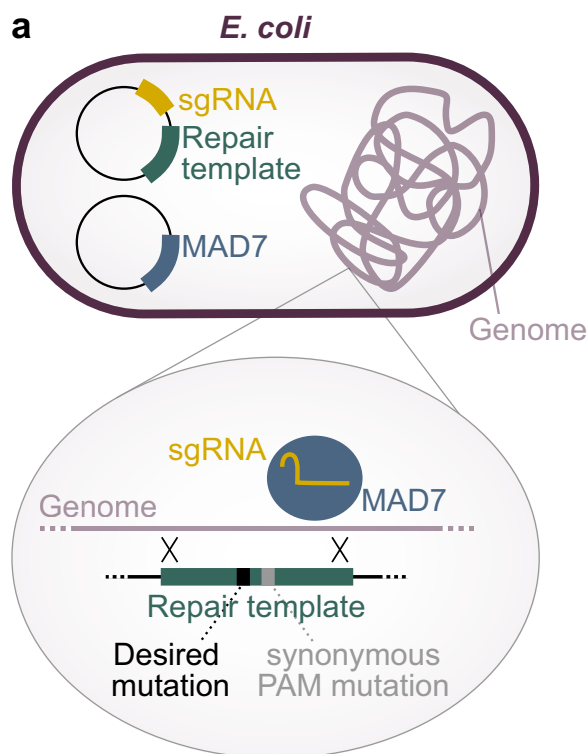 a
E. coli
sgRNA
Repair
template
MAD7
Genome
sgRNA
MAD7
Genome
Repair template
Desired
mutation
synonymous
PAM mutation